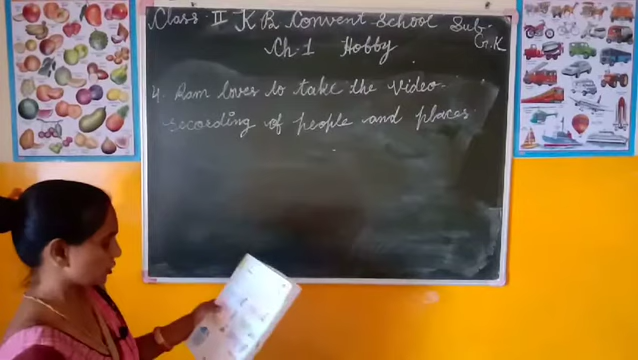 Class - II K R Convent School Sub-
G.K
Ch-1 Hobby
4. Ram loves to take the video-
recording of people and places.